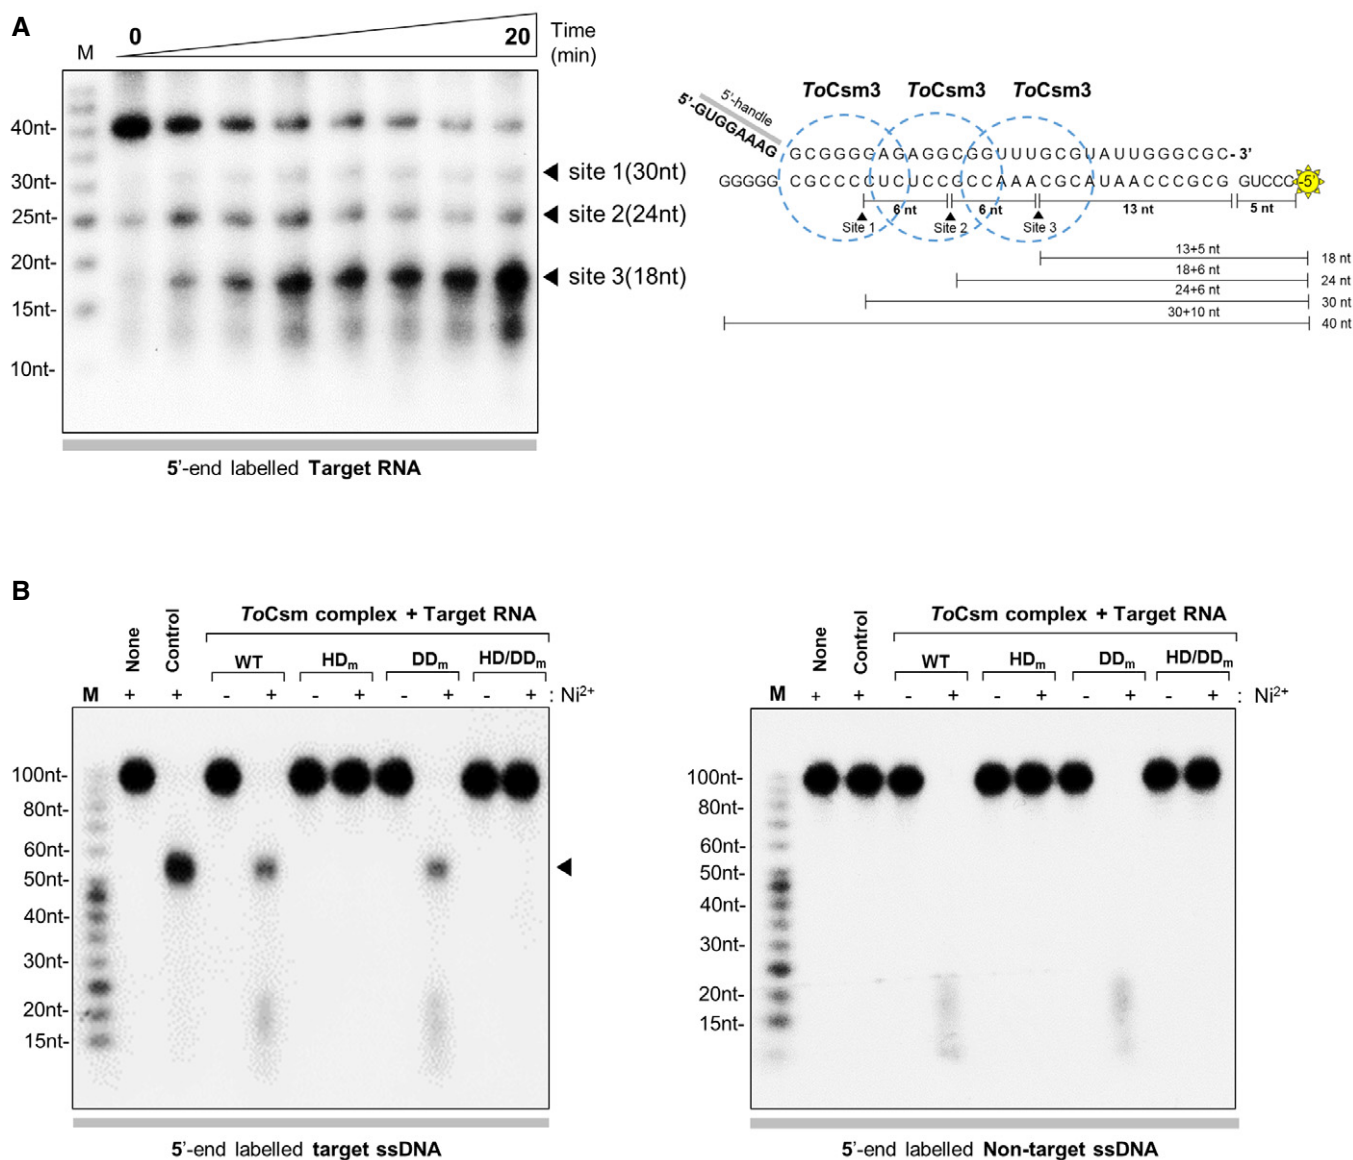 A
M
0
20
Time
(min)
40nt-
30nt-
25nt-
20nt-
15nt-
10nt-
site 1(30nt)
site 2(24nt)
site 3(18nt)
5'-end labelled Target RNA
ToCsm3 ToCsm3 ToCsm3
5'-handle
5'-GUGGAAAG
GCGGGGAGAGGCGGUUUGCGUAUUGGGCGC-3'
GGGGG CGCCCCUCUCCGCCAAACGCAUAACCCGCG GUCCC -5'
6 nt 6 nt 13 nt 5 nt
Site 1 Site 2 Site 3
13+5 nt 18 nt
18+6 nt 24 nt
24+6 nt 30 nt
30+10 nt 40 nt
B
None
Control
ToCsm complex + Target RNA
WT HDm DDm HD/DDm
M + + - + - + - + - + : Ni2+
100nt-
80nt-
60nt-
50nt-
40nt-
30nt-
20nt-
15nt-
5'-end labelled target ssDNA
None
Control
ToCsm complex + Target RNA
WT HDm DDm HD/DDm
M + + - + - + - + - + : Ni2+
100nt-
80nt-
60nt-
50nt-
40nt-
30nt-
20nt-
15nt-
5'-end labelled Non-target ssDNA